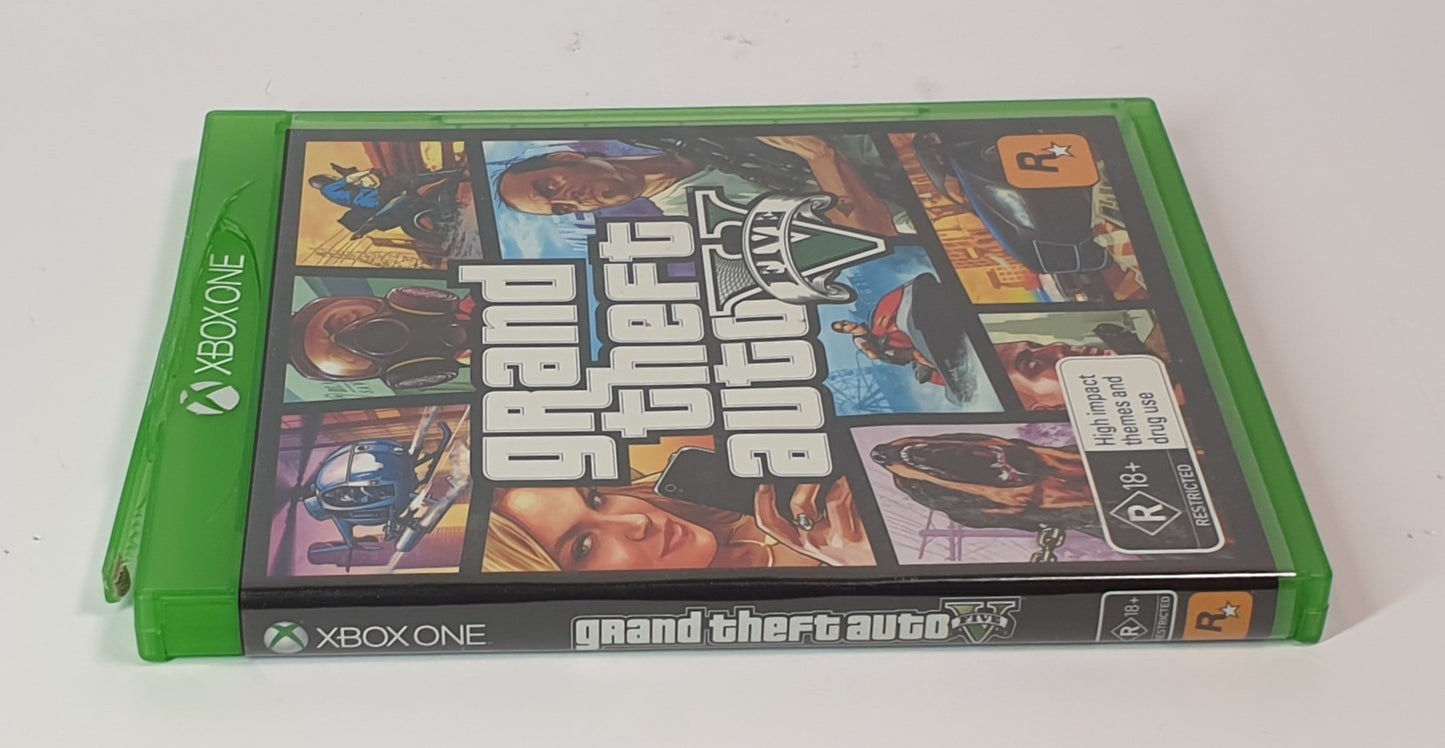 XBOX ONE
grand
theft
auto
V
FIVE
R
High impact
themes and
drug use
R 18+
RESTRICTED
XBOX ONE
grand theft auto V
FIVE
R 18+
RESTRICTED
R